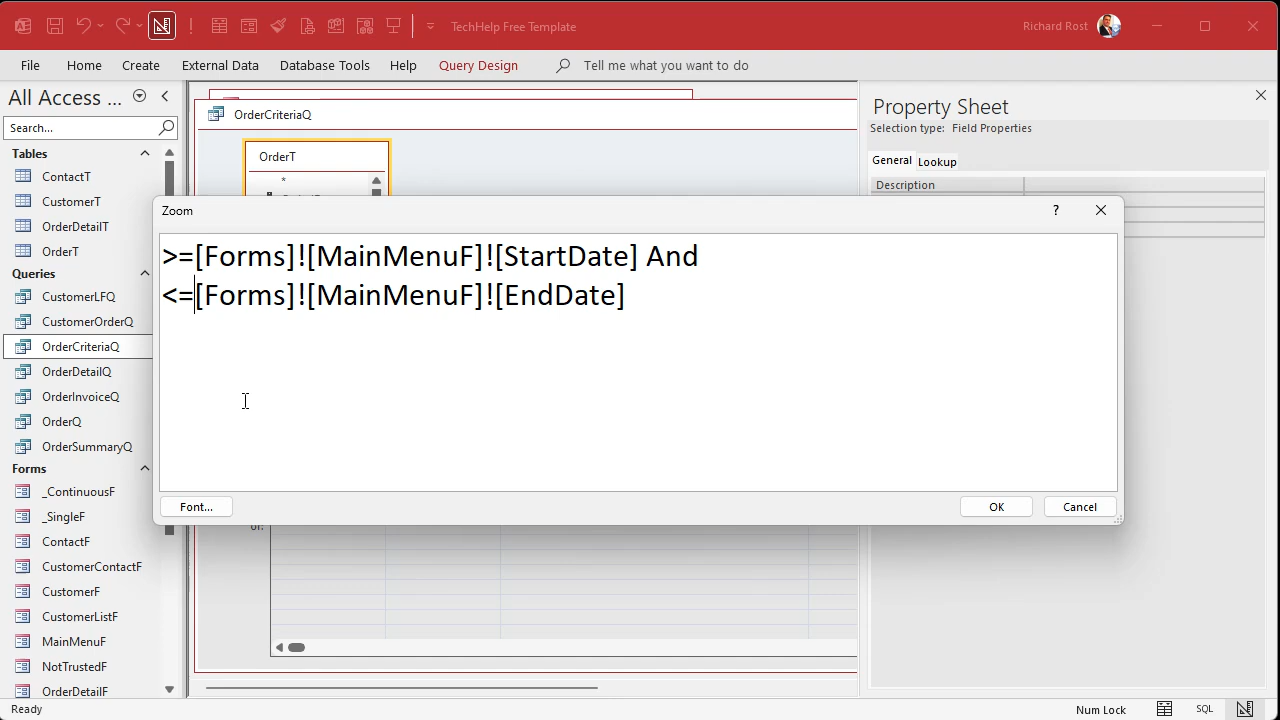 TechHelp Free Template
Richard Rost
File Home Create External Data Database Tools Help Query Design Tell me what you want to do
All Access ...
Search...
Tables
ContactT
CustomerT
OrderDetailT
OrderT
Queries
CustomerLFQ
CustomerOrderQ
OrderCriteriaQ
OrderDetailQ
OrderInvoiceQ
OrderQ
OrderSummaryQ
Forms
_ContinuousF
_SingleF
ContactF
CustomerContactF
CustomerF
CustomerListF
MainMenuF
NotTrustedF
OrderDetailF
OrderCriteriaQ
OrderT
*
Zoom
?
>=[Forms]![MainMenuF]![StartDate] And
<=[Forms]![MainMenuF]![EndDate]
Font...
OK
Cancel
or:
Property Sheet
Selection type: Field Properties
General Lookup
Description
Ready
Num Lock
SQL